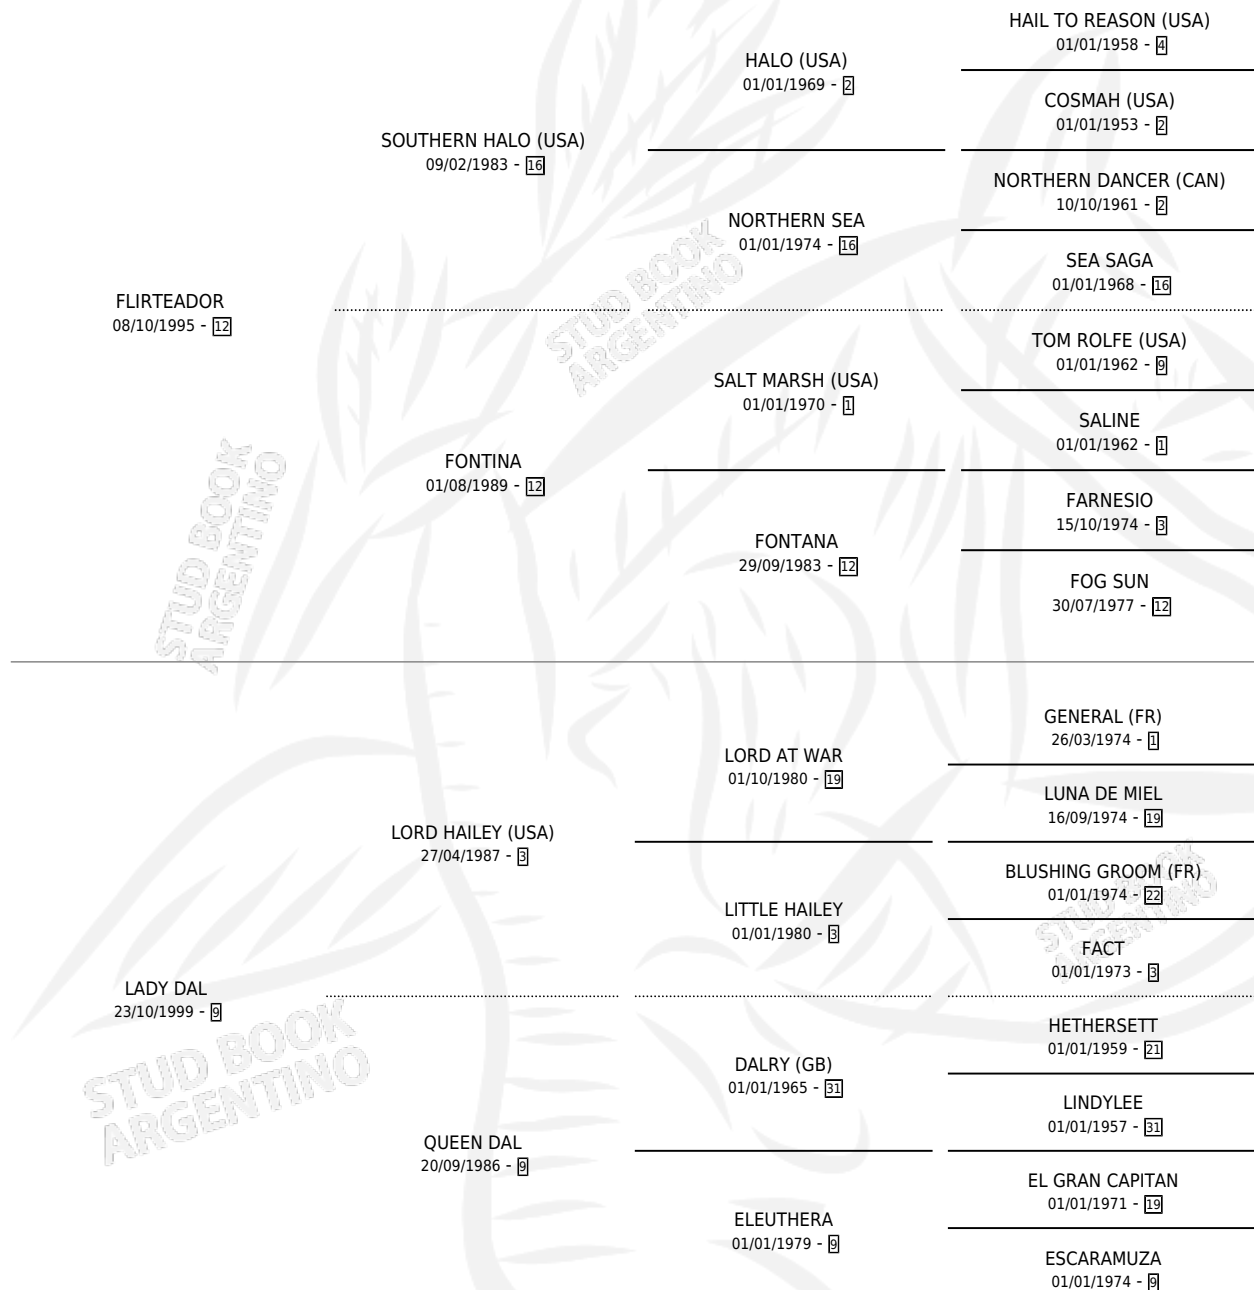 HAIL TO REASON (USA)
01/01/1958 - 4
HALO (USA)
01/01/1969 - 2
COSMAH (USA)
01/01/1953 - 2
SOUTHERN HALO (USA)
09/02/1983 - 16
NORTHERN DANCER (CAN)
10/10/1961 - 2
NORTHERN SEA
01/01/1974 - 16
SEA SAGA
01/01/1968 - 16
FLIRTEADOR
08/10/1995 - 12
STUD BOOK
ARGENTINO
TOM ROLFE (USA)
01/01/1962 - 9
SALT MARSH (USA)
01/01/1970 - 1
SALINE
01/01/1962 - 1
FONTINA
01/08/1989 - 12
FARNESIO
15/10/1974 - 3
FONTANA
29/09/1983 - 12
FOG SUN
30/07/1977 - 12
STUD BOOK
ARGENTINO
GENERAL (FR)
26/03/1974 - 1
LORD AT WAR
01/10/1980 - 19
LUNA DE MIEL
16/09/1974 - 19
LORD HAILEY (USA)
27/04/1987 - 3
BLUSHING GROOM (FR)
01/01/1974 - 22
LITTLE HAILEY
01/01/1980 - 3
STUD BOOK
ARGENTINO
FACT
01/01/1973 - 3
LADY DAL
23/10/1999 - 9
STUD BOOK
ARGENTINO
HETHERSETT
01/01/1959 - 21
DALRY (GB)
01/01/1965 - 31
LINDYLEE
01/01/1957 - 31
QUEEN DAL
20/09/1986 - 9
EL GRAN CAPITAN
01/01/1971 - 19
ELEUTHERA
01/01/1979 - 9
ESCARAMUZA
01/01/1974 - 9